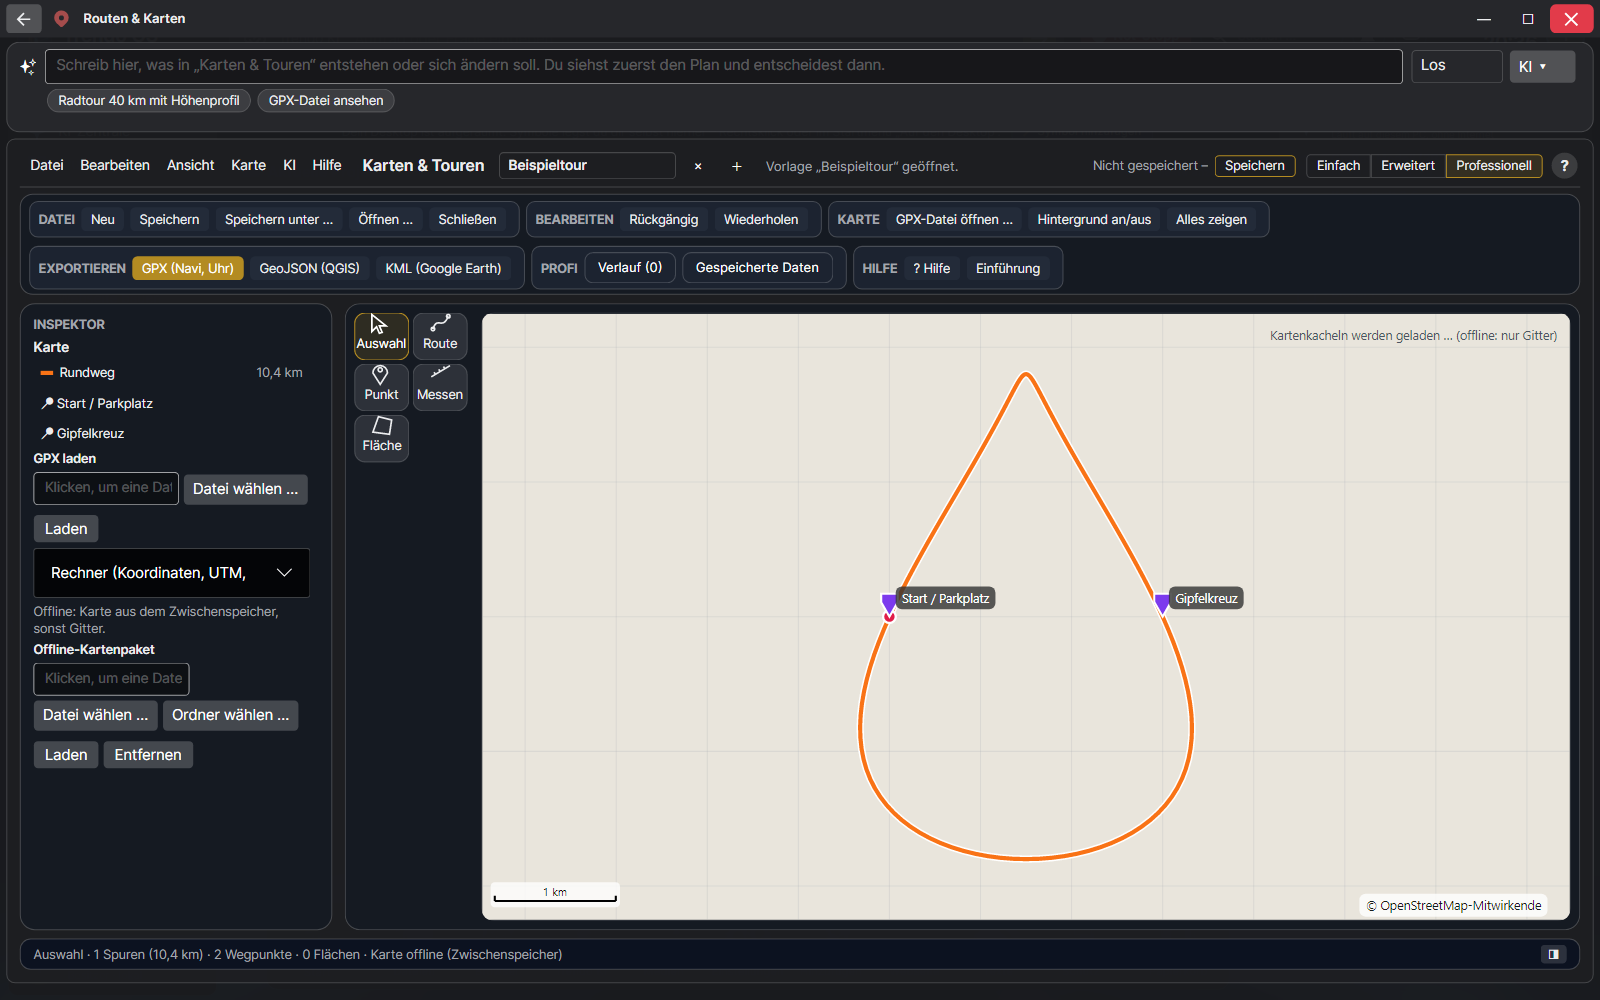 Routen & Karten
Schreib hier, was in „Karten & Touren“ entstehen oder sich ändern soll. Du siehst zuerst den Plan und entscheidest dann.
Los
KI
Radtour 40 km mit Höhenprofil
GPX-Datei ansehen
Datei Bearbeiten Ansicht Karte KI Hilfe Karten & Touren Beispieltour × + Vorlage „Beispieltour“ geöffnet. Nicht gespeichert – Speichern Einfach Erweitert Professionell ?
DATEI Neu Speichern Speichern unter ... Öffnen ... Schließen BEARBEITEN Rückgängig Wiederholen KARTE GPX-Datei öffnen ... Hintergrund an/aus Alles zeigen
EXPORTIEREN GPX (Navi, Uhr) GeoJSON (QGIS) KML (Google Earth) PROFI Verlauf (0) Gespeicherte Daten HILFE ? Hilfe Einführung
INSPEKTOR
Karte
Rundweg 10,4 km
Start / Parkplatz
Gipfelkreuz
GPX laden
Klicken, um eine Dat Datei wählen ...
Laden
Rechner (Koordinaten, UTM,
Offline: Karte aus dem Zwischenspeicher,
sonst Gitter.
Offline-Kartenpaket
Klicken, um eine Date
Datei wählen ... Ordner wählen ...
Laden Entfernen
Auswahl Route
Punkt Messen
Fläche
Kartenkacheln werden geladen ... (offline: nur Gitter)
Start / Parkplatz
Gipfelkreuz
1 km
© OpenStreetMap-Mitwirkende
Auswahl · 1 Spuren (10,4 km) · 2 Wegpunkte · 0 Flächen · Karte offline (Zwischenspeicher)